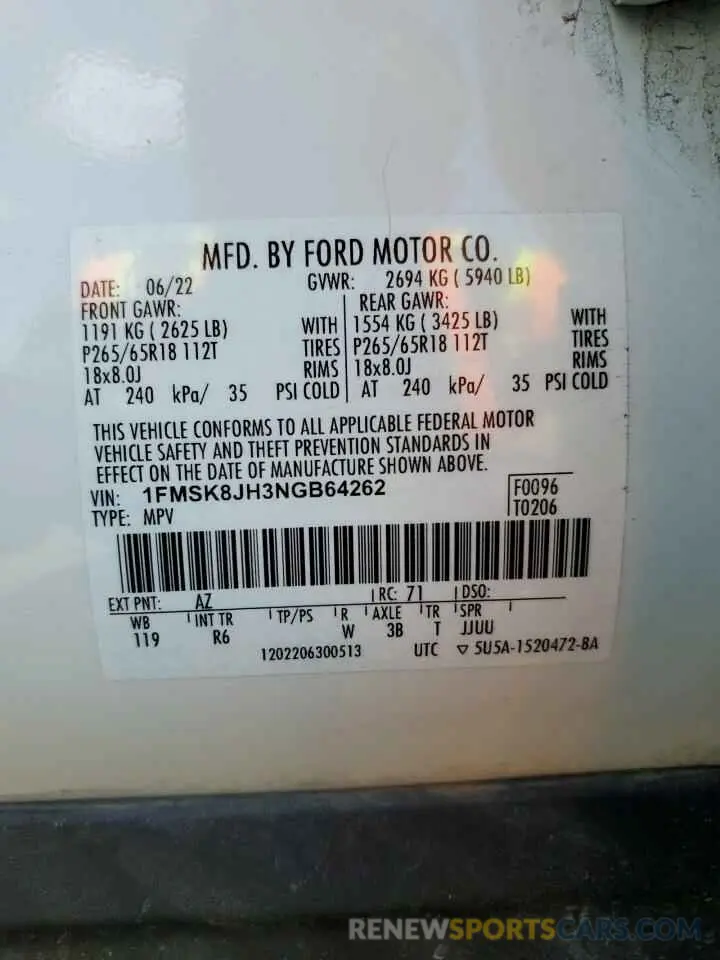 MFD. BY FORD MOTOR CO.
DATE: 06/22 GVWR: 2694 KG ( 5940 LB)
FRONT GAWR: REAR GAWR:
1191 KG ( 2625 LB) WITH 1554 KG ( 3425 LB) WITH
P265/65R18 112T TIRES P265/65R18 112T TIRES
18x8.0J RIMS 18x8.0J RIMS
AT 240 kPa/ 35 PSI COLD AT 240 kPa/ 35 PSI COLD
THIS VEHICLE CONFORMS TO ALL APPLICABLE FEDERAL MOTOR
VEHICLE SAFETY AND THEFT PREVENTION STANDARDS IN
EFFECT ON THE DATE OF MANUFACTURE SHOWN ABOVE.
VIN: 1FMSK8JH3NGB64262 F0096
TYPE: MPV T0206
EXT PNT: AZ RC: 71 DSO:
WB INT TR TP/PS R AXLE TR SPR
119 R6 W 3B T JJUU
1202206300513 UTC ▽ 5U5A-1520472-BA
RENEWSPORTSCARS.COM